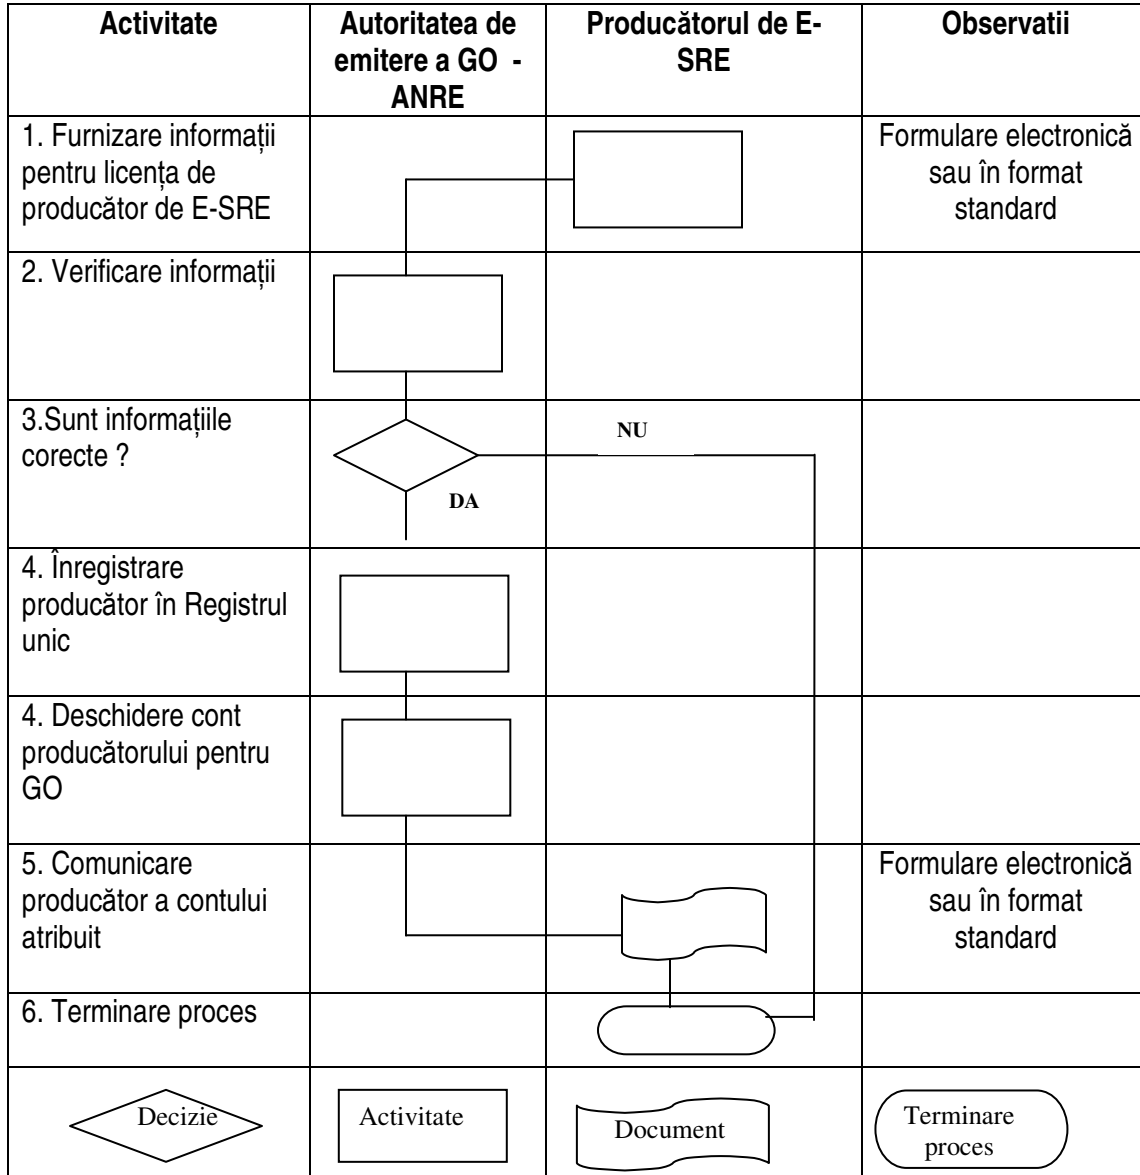 Activitate
Autoritatea de
emitere a GO -
ANRE
Producătorul de E-
SRE
Observatii
1. Furnizare informații
pentru licența de
producător de E-SRE
Formulare electronică
sau în format
standard
2. Verificare informații
3.Sunt informațiile
corecte ?
NU
DA
4. Înregistrare
producător în Registrul
unic
4. Deschidere cont
producătorului pentru
GO
5. Comunicare
producător a contului
atribuit
Formulare electronică
sau în format
standard
6. Terminare proces
Decizie
Activitate
Document
Terminare
proces